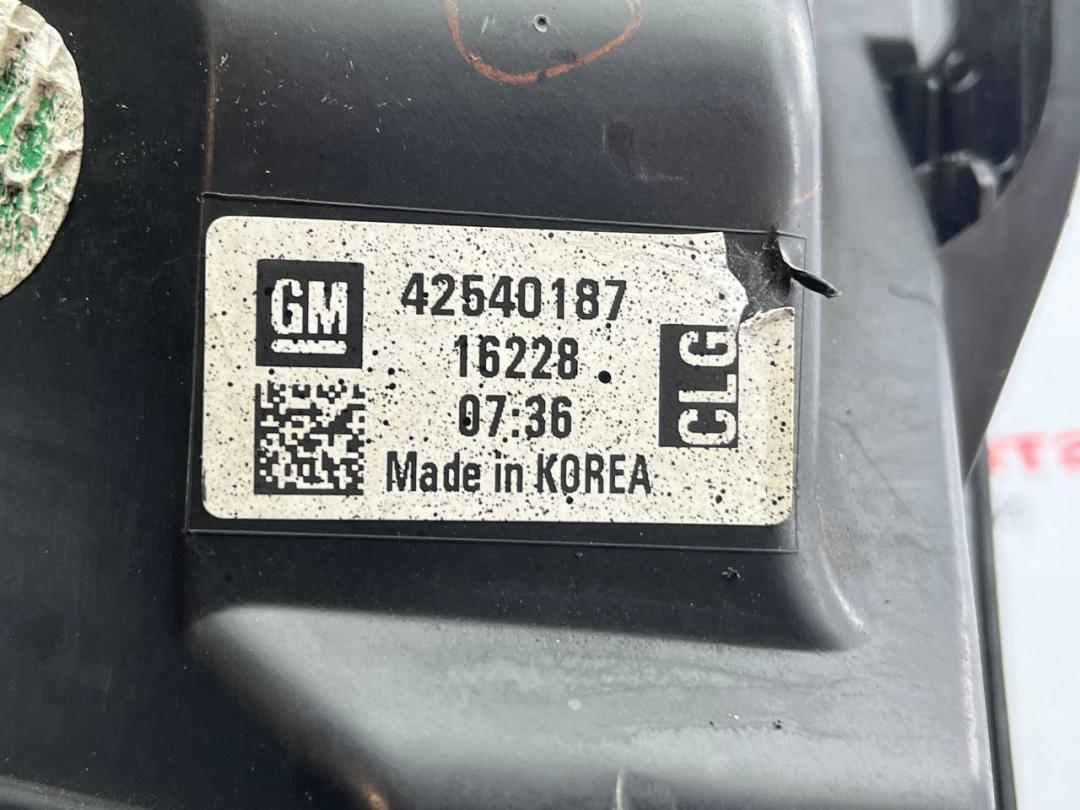 GM
42540187
16228
07:36
Made in KOREA
CLG